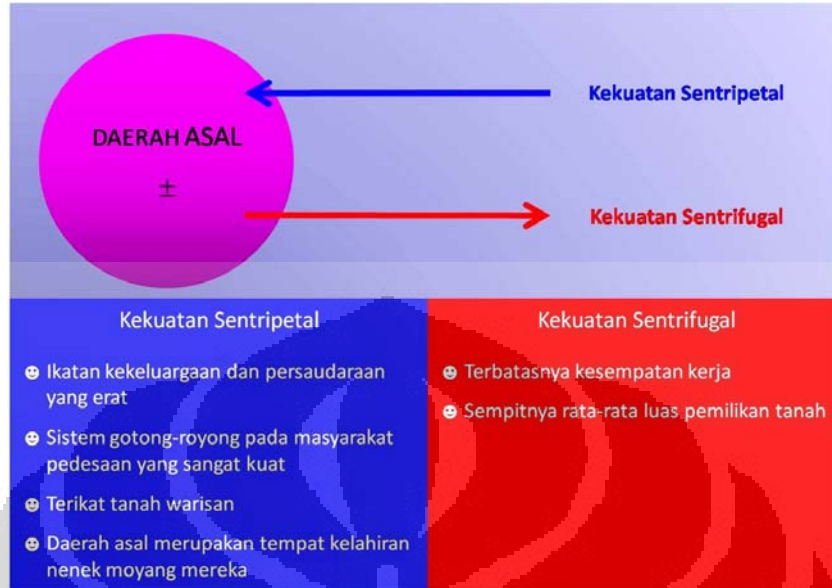 Kekuatan Sentripetal
DAERAH ASAL
±
Kekuatan Sentrifugal
Kekuatan Sentripetal
☻ Ikatan kekeluargaan dan persaudaraan
yang erat
☻ Sistem gotong-royong pada masyarakat
pedesaan yang sangat kuat
☻ Terikat tanah warisan
☻ Daerah asal merupakan tempat kelahiran
nenek moyang mereka
Kekuatan Sentrifugal
☻ Terbatasnya kesempatan kerja
☻ Sempitnya rata-rata luas pemilikan tanah